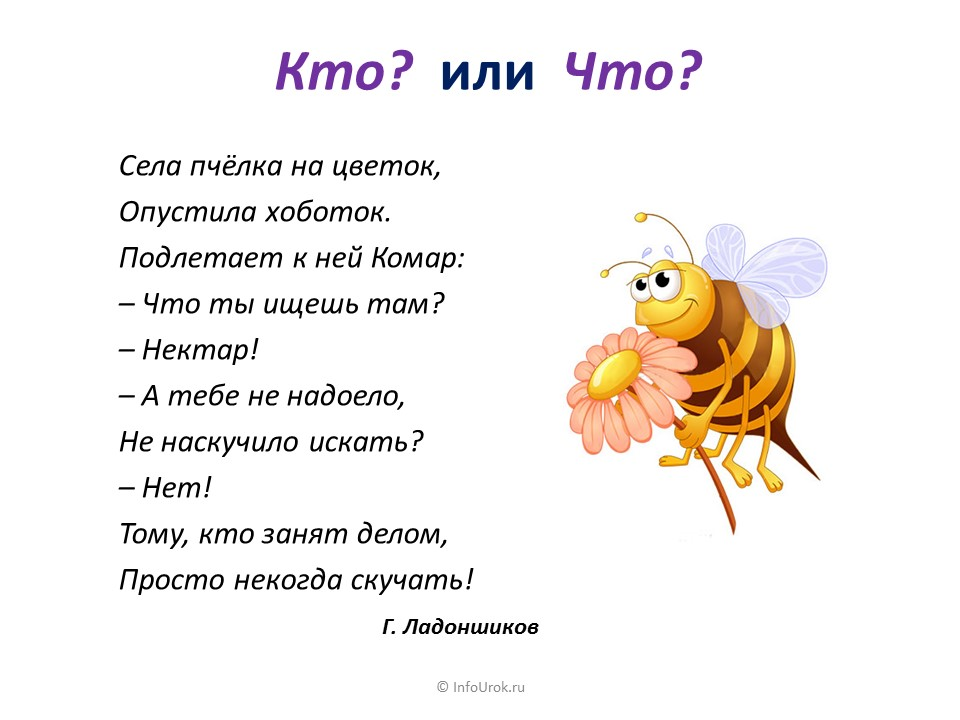 Кто? или Что?
Села пчёлка на цветок,
Опустила хоботок.
Подлетает к ней Комар:
– Что ты ищешь там?
– Нектар!
– А тебе не надоело,
Не наскучило искать?
– Нет!
Тому, кто занят делом,
Просто некогда скучать!
Г. Ладоншиков
© InfoUrok.ru